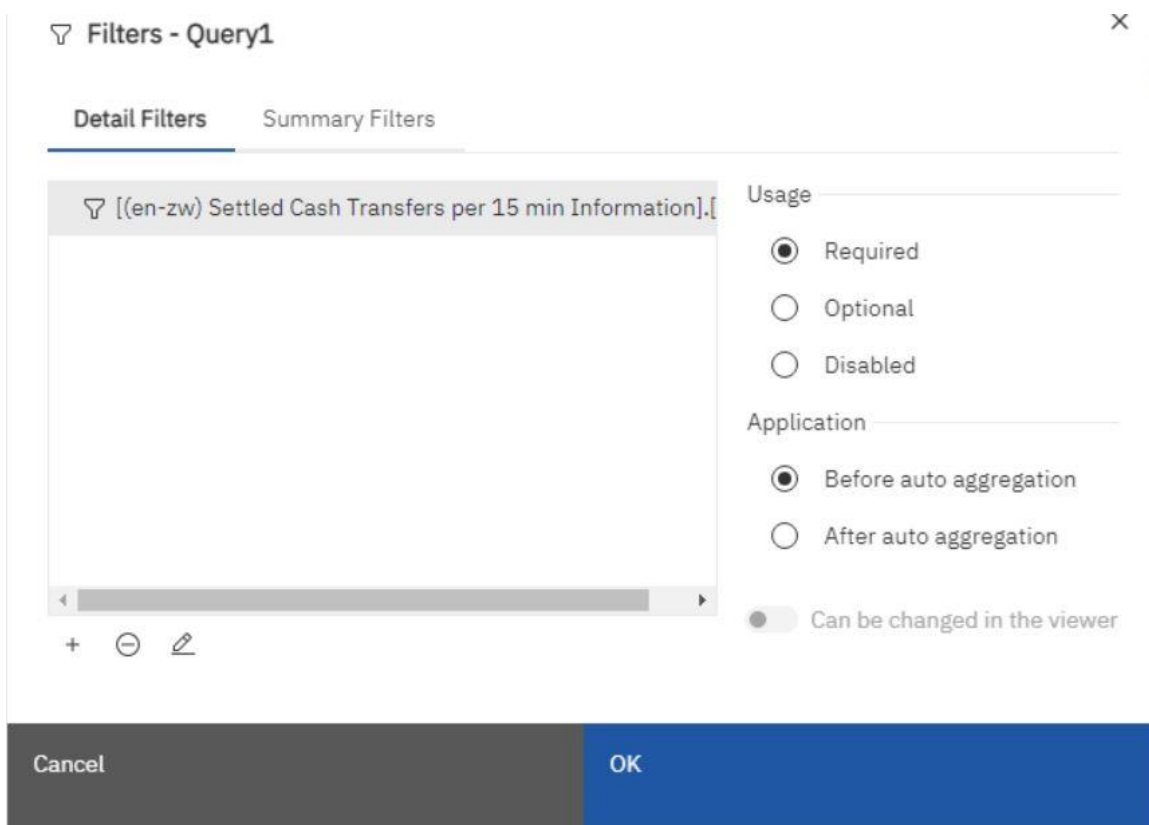 Filters - Query1
Detail Filters Summary Filters
[(en-zw) Settled Cash Transfers per 15 min Information].[
Usage
Required
Optional
Disabled
Application
Before auto aggregation
After auto aggregation
Can be changed in the viewer
Cancel OK